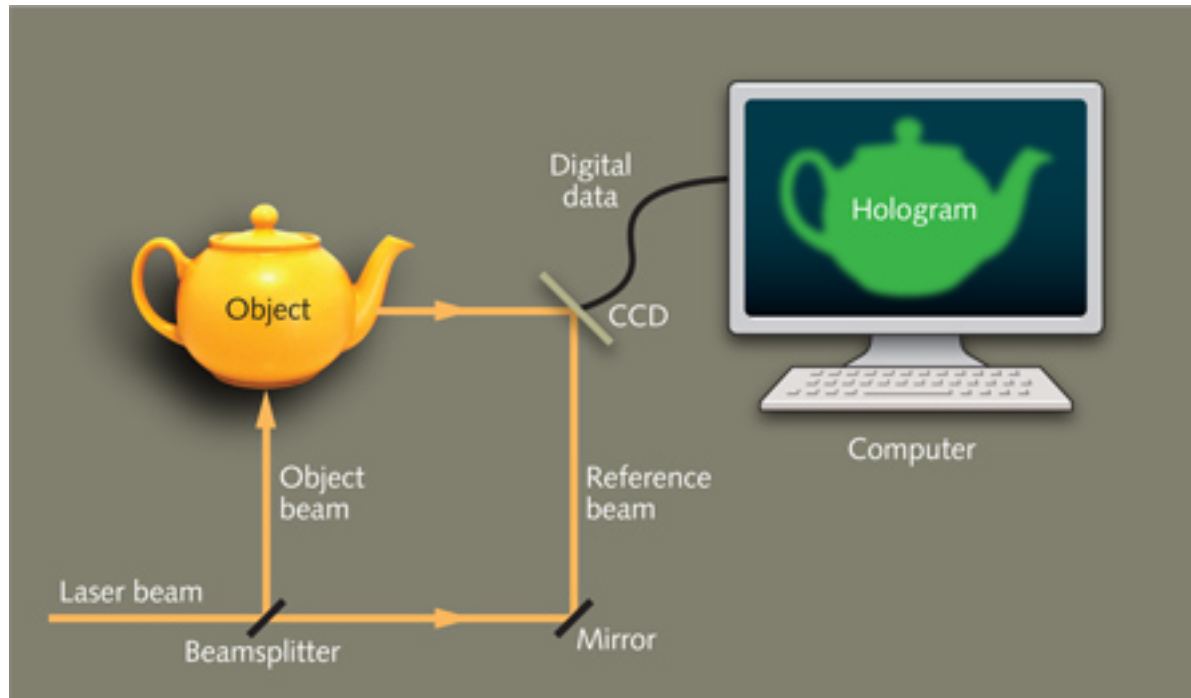 Digital
data
Hologram
Object
CCD
Computer
Object
beam
Reference
beam
Laser beam
Beamsplitter
Mirror